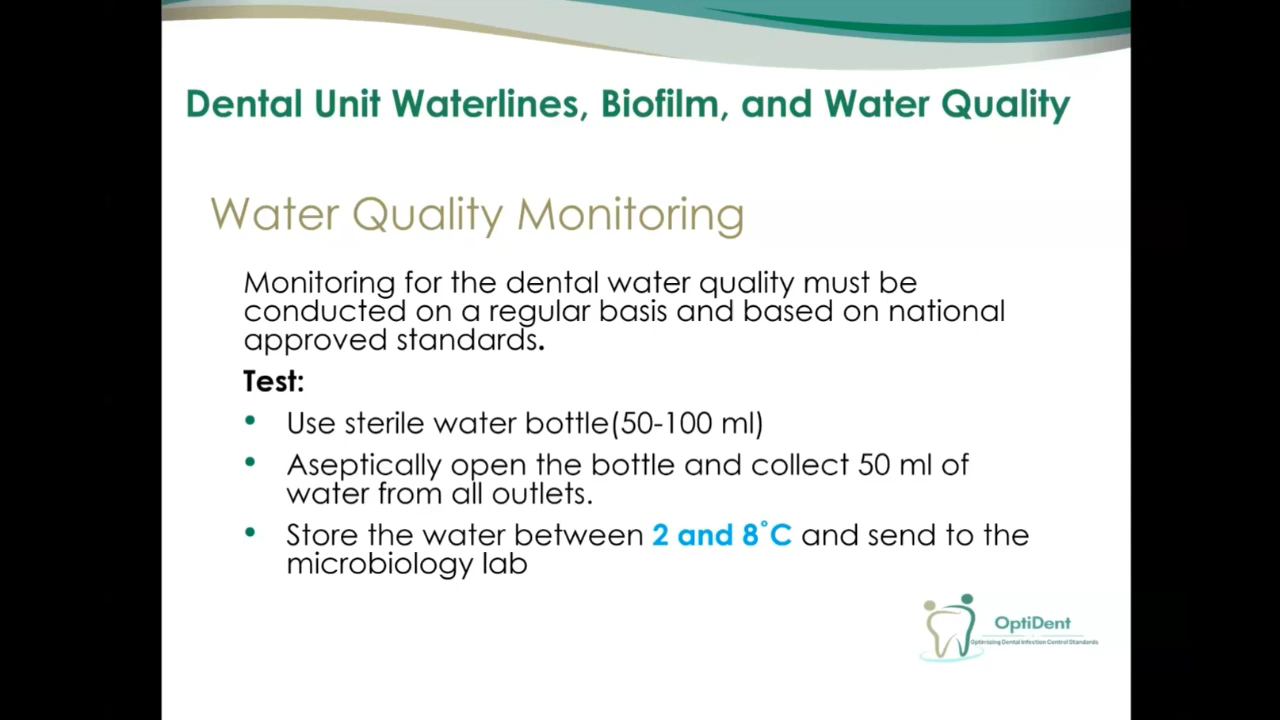 Dental Unit Waterlines, Biofilm, and Water Quality
Water Quality Monitoring
Monitoring for the dental water quality must be
conducted on a regular basis and based on national
approved standards.
Test:
• Use sterile water bottle(50-100 ml)
• Aseptically open the bottle and collect 50 ml of
water from all outlets.
• Store the water between 2 and 8˚C and send to the
microbiology lab
OptiDent
Optimizing Dental Infection Control Standards